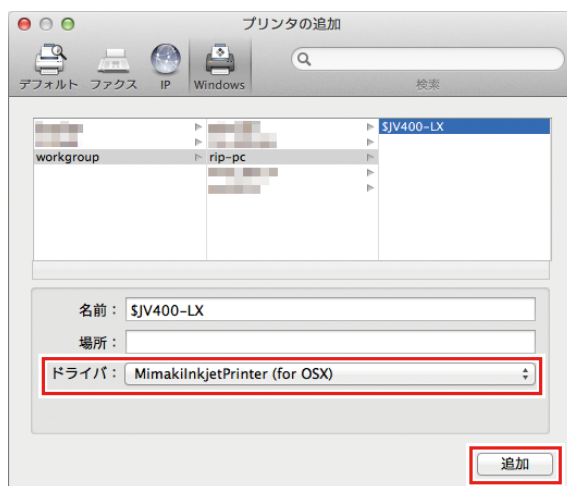 プリンタの追加
デフォルト ファクス IP Windows 検索
$JV400-LX
workgroup rip-pc
名前： $JV400-LX
場所：
ドライバ： MimakiInkjetPrinter (for OSX)
追加